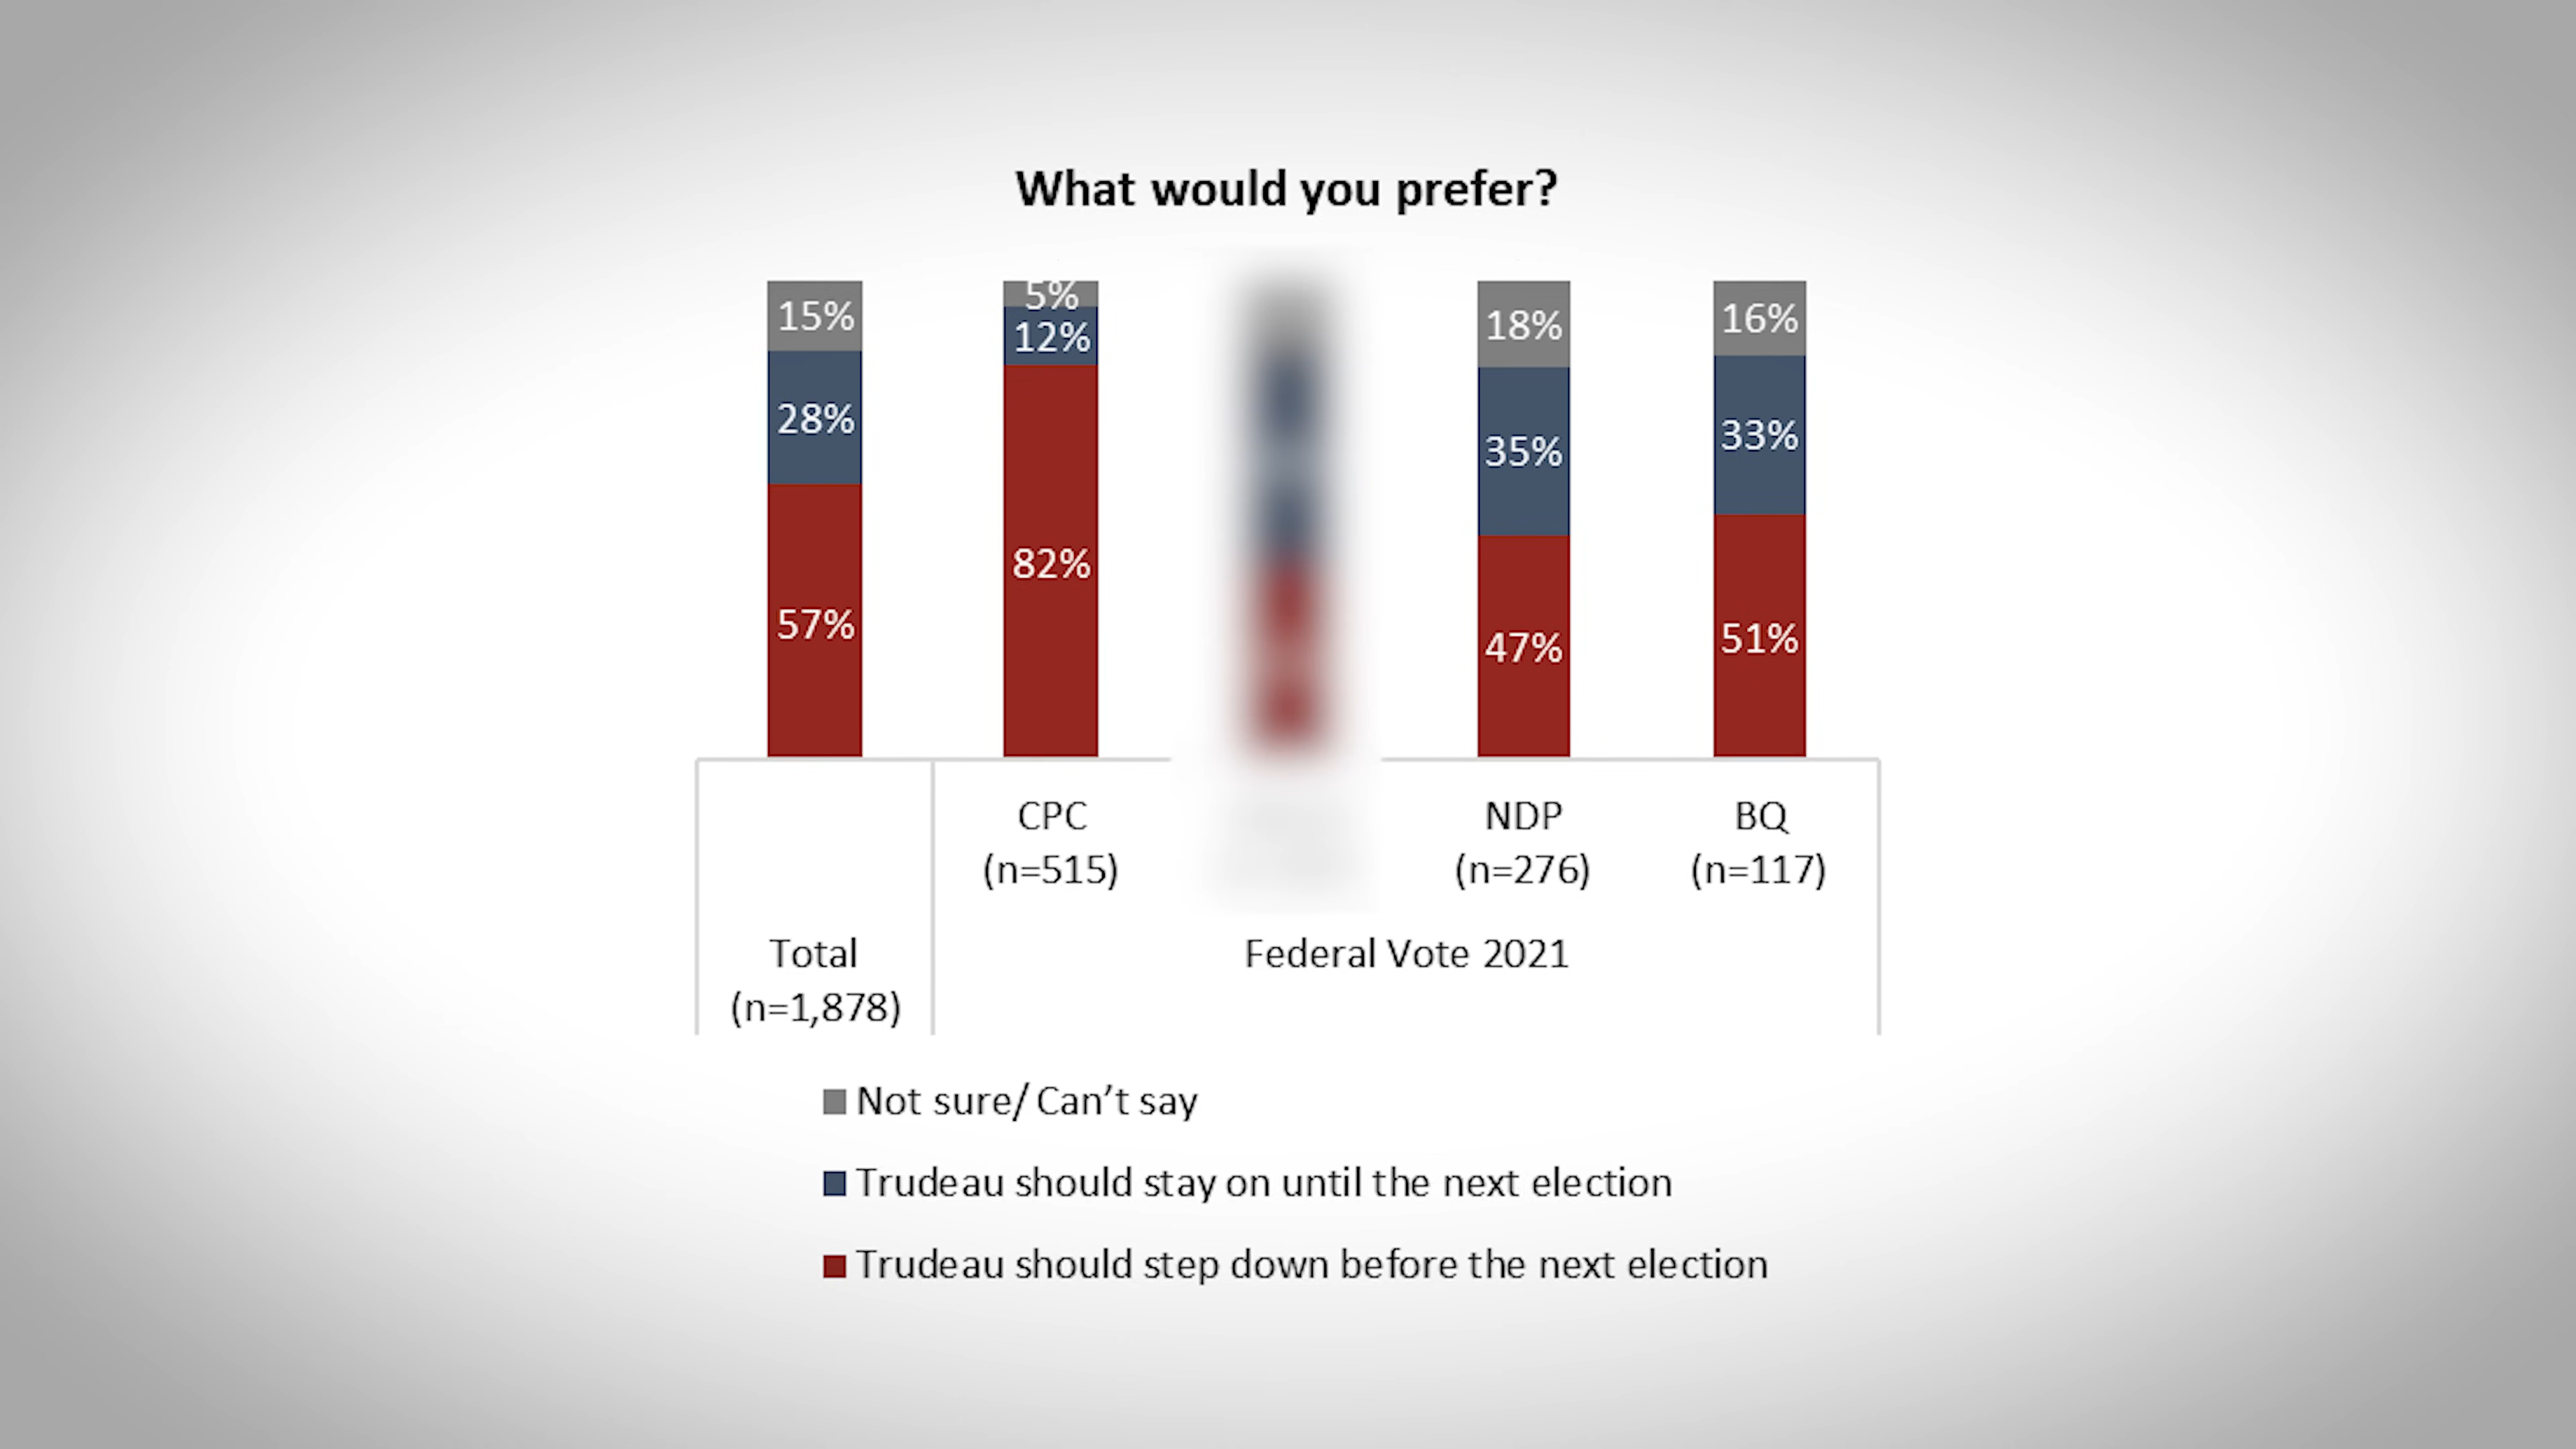 What would you prefer?
15%
28%
57%
5%
12%
82%
18%
35%
47%
16%
33%
51%
CPC
(n=515)
NDP
(n=276)
BQ
(n=117)
Total
(n=1,878)
Federal Vote 2021
Not sure/ Can't say
Trudeau should stay on until the next election
Trudeau should step down before the next election